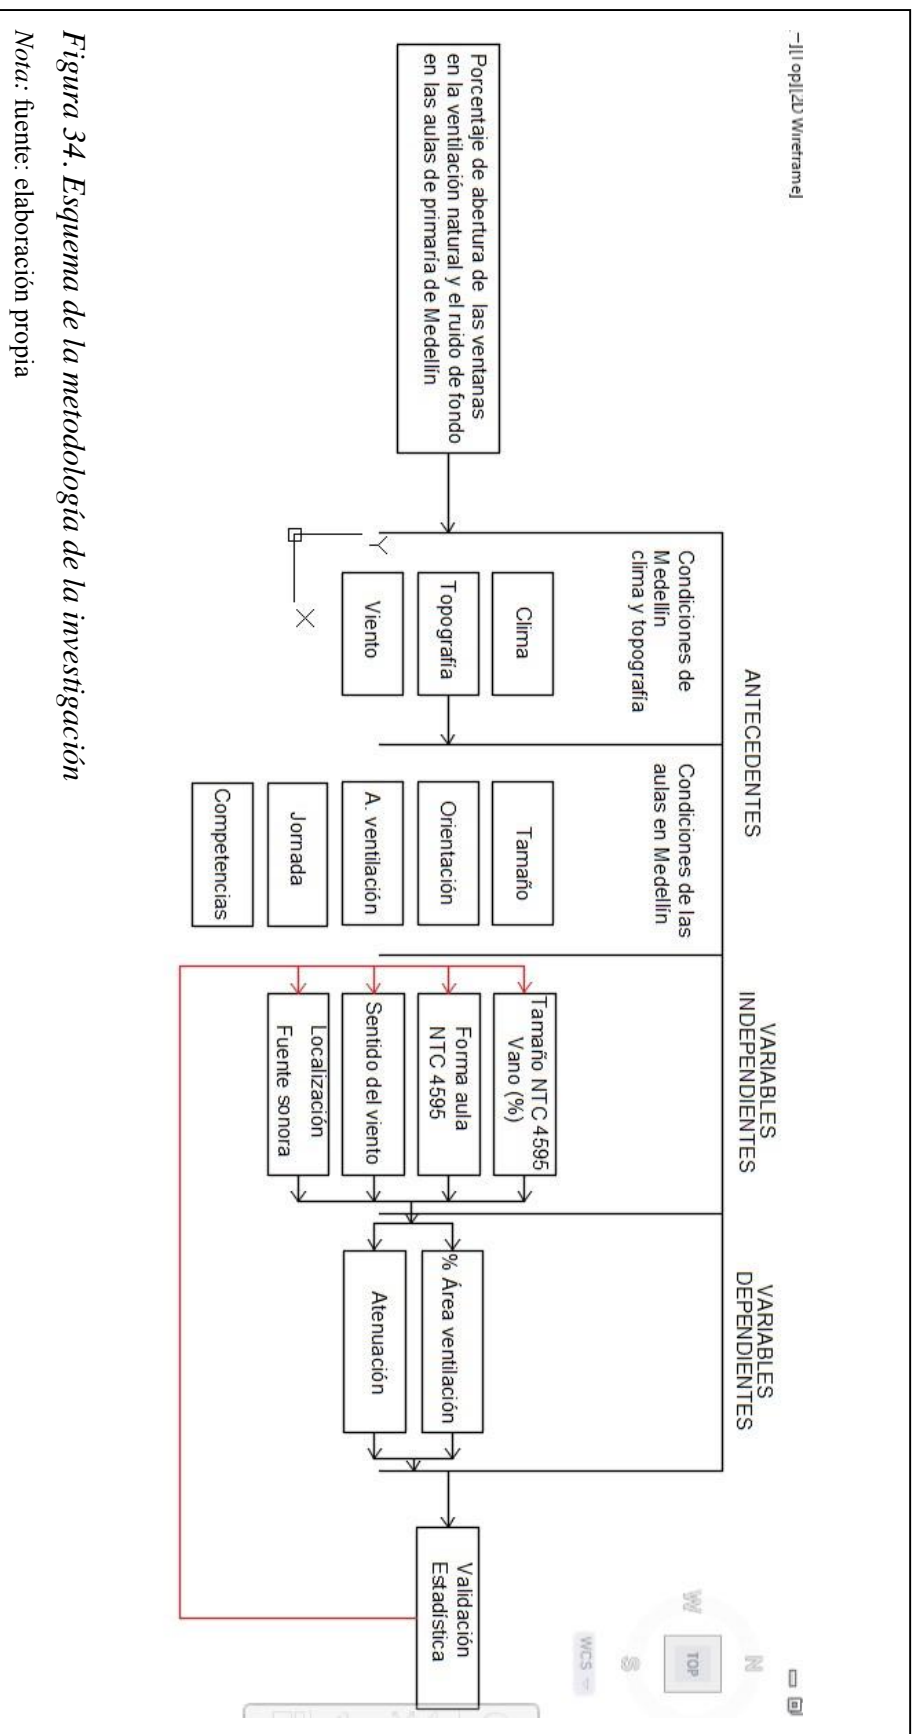 [2D Wireframe]
ANTECEDENTES
VARIABLES
INDEPENDIENTES
VARIABLES
DEPENDIENTES
Porcentaje de abertura de las ventanas
en la ventilación natural y el ruido de fondo
en las aulas de primaría de Medellín
Condiciones de
Medellín
clima y topografía
Clima
Topografía
Viento
Y
X
Condiciones de las
aulas en Medellín
Tamaño
Orientación
A. ventilación
Jornada
Competencias
Tamaño NTC 4595
Vano (%)
Forma aula
NTC 4595
Sentido del viento
Localización
Fuente sonora
% Área ventilación
Atenuación
Validación
Estadística
N
W
TOP
S
WCS
Figura 34. Esquema de la metodología de la investigación
Nota: fuente: elaboración propia